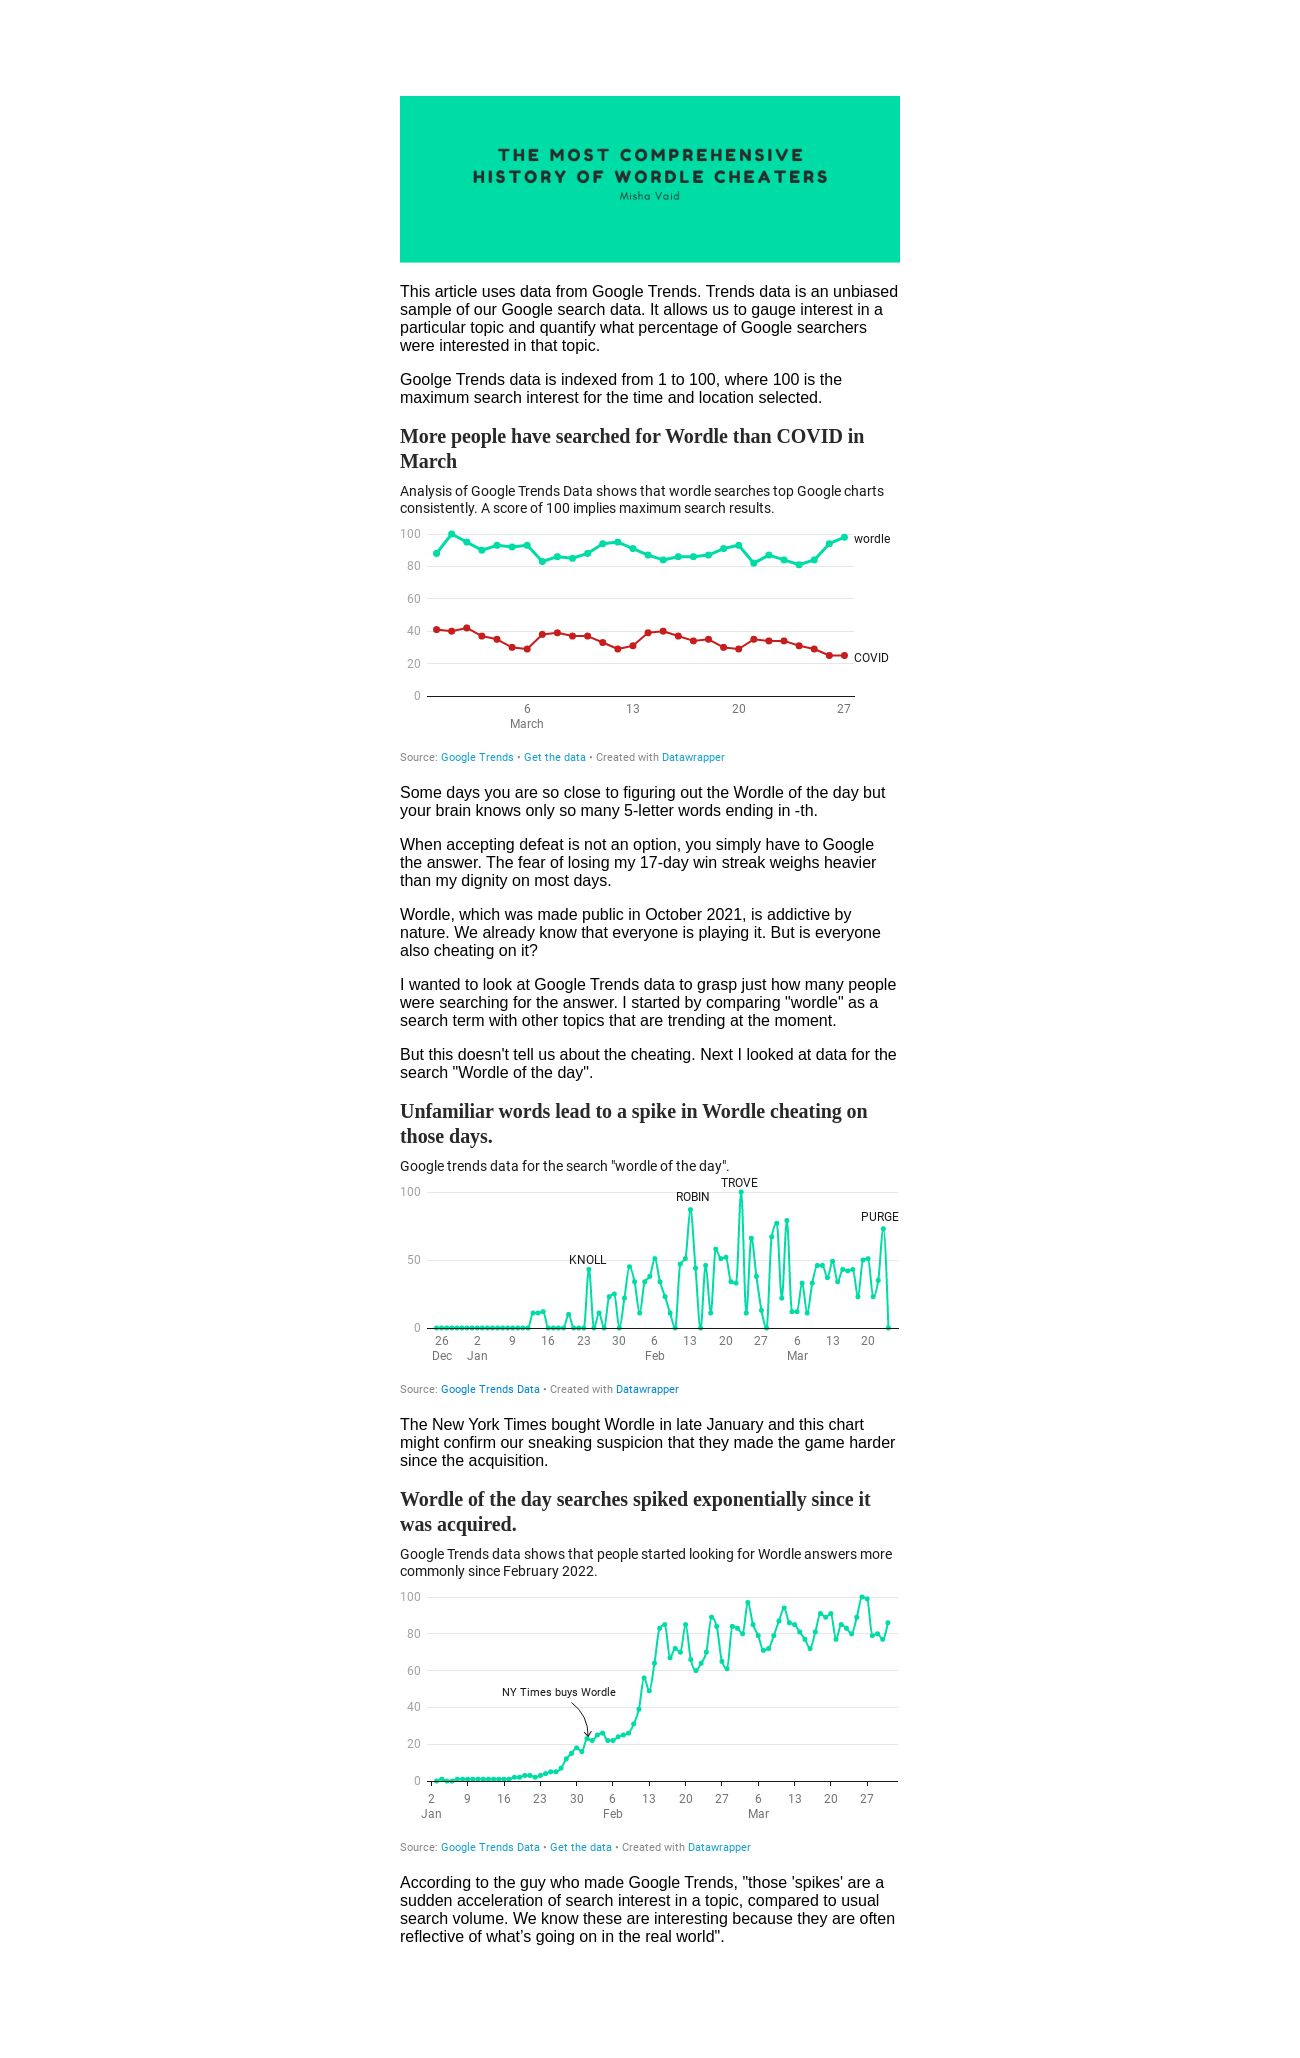 THE MOST COMPREHENSIVE
HISTORY OF WORDLE CHEATERS
Misha Vaid
This article uses data from Google Trends. Trends data is an unbiased
sample of our Google search data. It allows us to gauge interest in a
particular topic and quantify what percentage of Google searchers
were interested in that topic.
Goolge Trends data is indexed from 1 to 100, where 100 is the
maximum search interest for the time and location selected.
More people have searched for Wordle than COVID in
March
Analysis of Google Trends Data shows that wordle searches top Google charts
consistently. A score of 100 implies maximum search results.
100
wordle
80
60
40
20
COVID
0
6 13 20 27
March
Source: Google Trends • Get the data • Created with Datawrapper
Some days you are so close to figuring out the Wordle of the day but
your brain knows only so many 5-letter words ending in -th.
When accepting defeat is not an option, you simply have to Google
the answer. The fear of losing my 17-day win streak weighs heavier
than my dignity on most days.
Wordle, which was made public in October 2021, is addictive by
nature. We already know that everyone is playing it. But is everyone
also cheating on it?
I wanted to look at Google Trends data to grasp just how many people
were searching for the answer. I started by comparing "wordle" as a
search term with other topics that are trending at the moment.
But this doesn't tell us about the cheating. Next I looked at data for the
search "Wordle of the day".
Unfamiliar words lead to a spike in Wordle cheating on
those days.
Google trends data for the search "wordle of the day".
TROVE
100
ROBIN
PURGE
50
KNOLL
0
26 2 9 16 23 30 6 13 20 27 6 13 20
Dec Jan Feb Mar
Source: Google Trends Data • Created with Datawrapper
The New York Times bought Wordle in late January and this chart
might confirm our sneaking suspicion that they made the game harder
since the acquisition.
Wordle of the day searches spiked exponentially since it
was acquired.
Google Trends data shows that people started looking for Wordle answers more
commonly since February 2022.
100
80
60
NY Times buys Wordle
40
20
0
2 9 16 23 30 6 13 20 27 6 13 20 27
Jan Feb Mar
Source: Google Trends Data • Get the data • Created with Datawrapper
According to the guy who made Google Trends, "those 'spikes' are a
sudden acceleration of search interest in a topic, compared to usual
search volume. We know these are interesting because they are often
reflective of what’s going on in the real world".